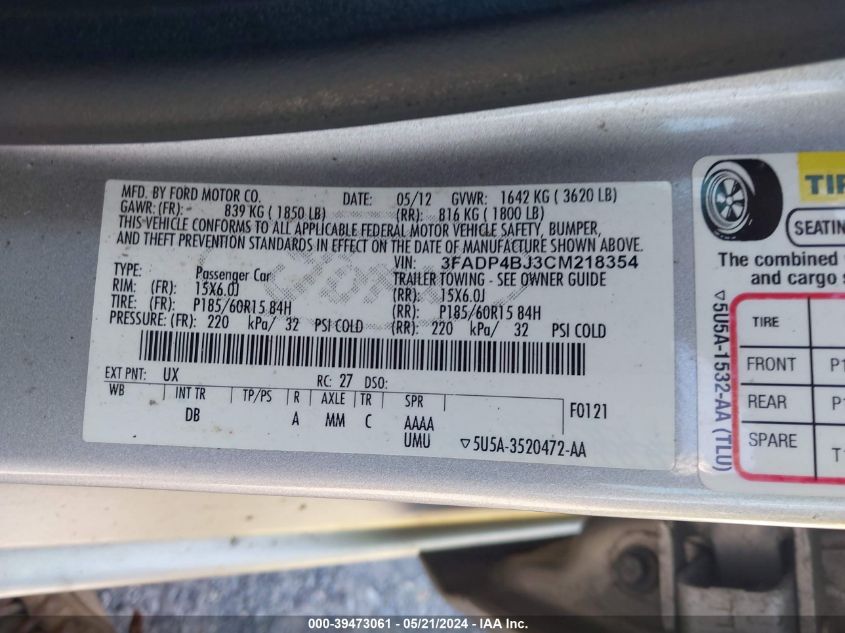 MFD. BY FORD MOTOR CO. DATE: 05/12 GVWR: 1642 KG ( 3620 LB)
GAWR: (FR): 839 KG ( 1850 LB) (RR): 816 KG ( 1800 LB)
THIS VEHICLE CONFORMS TO ALL APPLICABLE FEDERAL MOTOR VEHICLE SAFETY, BUMPER,
AND THEFT PREVENTION STANDARDS IN EFFECT ON THE DATE OF MANUFACTURE SHOWN ABOVE.
VIN: 3FADP4BJ3CM218354
TYPE: Passenger Car TRAILER TOWING - SEE OWNER GUIDE
RIM: (FR): 15X6.0J (RR): 15X6.0J
TIRE: (FR): P185/60R15 84H (RR): P185/60R15 84H
PRESSURE: (FR): 220 kPa/ 32 PSI COLD (RR): 220 kPa/ 32 PSI COLD
EXT PNT: UX RC: 27 DSO:
WB INT TR TP/PS R AXLE TR SPR
DB A MM C AAAA F0121
UMU ▽5U5A-3520472-AA
TIR
SEATIN
The combined
and cargo
TIRE
FRONT P1
REAR P1
SPARE T1
▽5U5A-1532-AA (TLU)
000-39473061 - 05/21/2024 - IAAI INC.